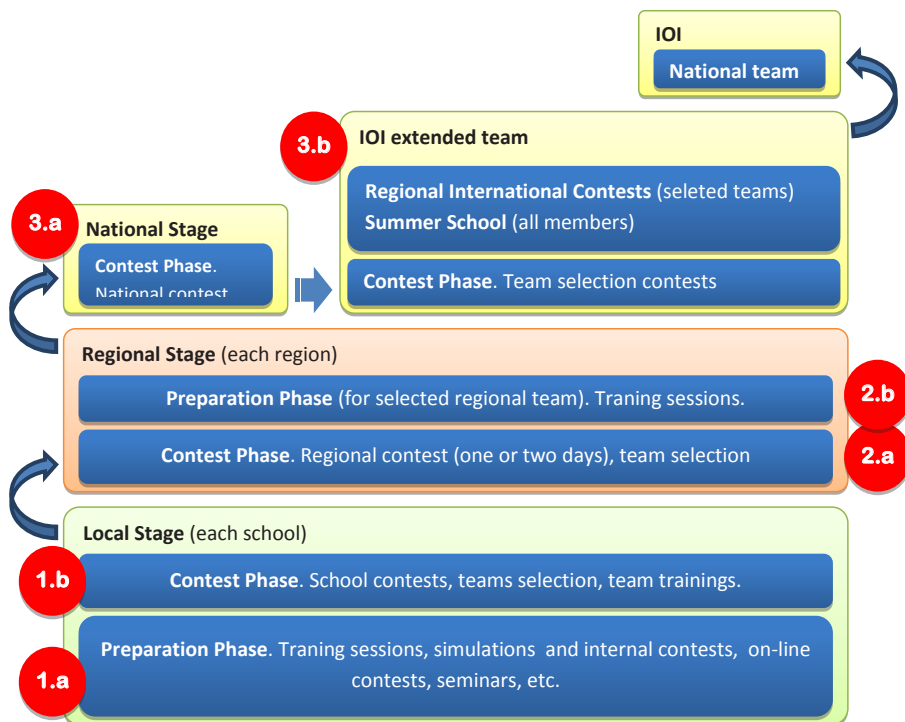 IOI
National team
3.b
IOI extended team
Regional International Contests (seleted teams)
Summer School (all members)
Contest Phase. Team selection contests
3.a
National Stage
Contest Phase.
National contest
Regional Stage (each region)
Preparation Phase (for selected regional team). Traning sessions.
2.b
Contest Phase. Regional contest (one or two days), team selection
2.a
Local Stage (each school)
1.b
Contest Phase. School contests, teams selection, team trainings.
Preparation Phase. Traning sessions, simulations and internal contests, on-line
contests, seminars, etc.
1.a